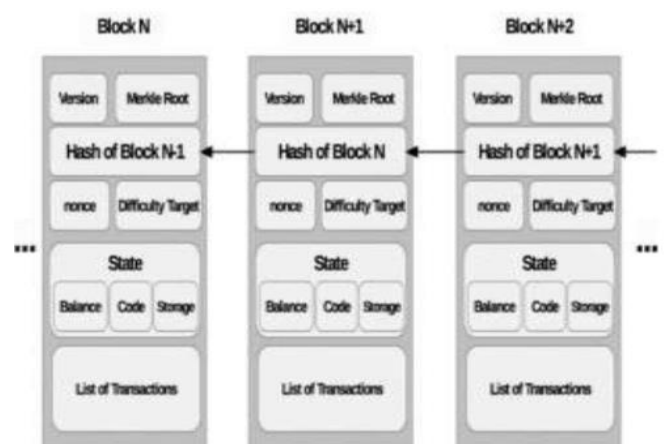 Block N
Block N+1
Block N+2
Version
Merkle Root
Version
Merkle Root
Version
Merkle Root
Hash of Block N-1
Hash of Block N
Hash of Block N+1
nonce
Difficulty Target
nonce
Difficulty Target
nonce
Difficulty Target
...
...
State
State
State
Balance
Code
Storage
Balance
Code
Storage
Balance
Code
Storage
List of Transactions
List of Transactions
List of Transactions